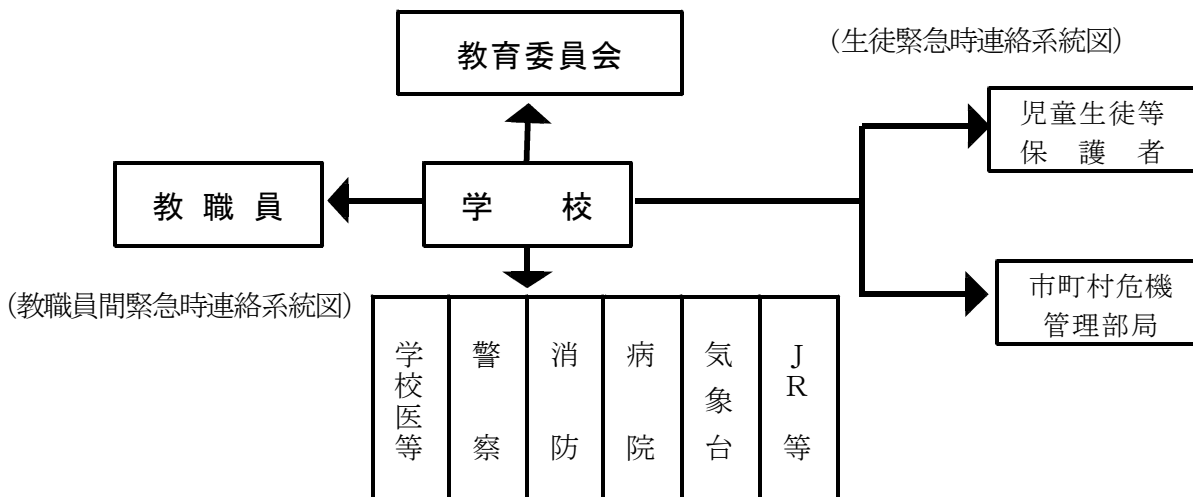 (生徒緊急時連絡系統図)
教育委員会
児童生徒等
保 護 者
教 職 員
学 校
(教職員間緊急時連絡系統図)
市町村危機
管理部局
学校医等
警察
消防
病院
気象台
JR等